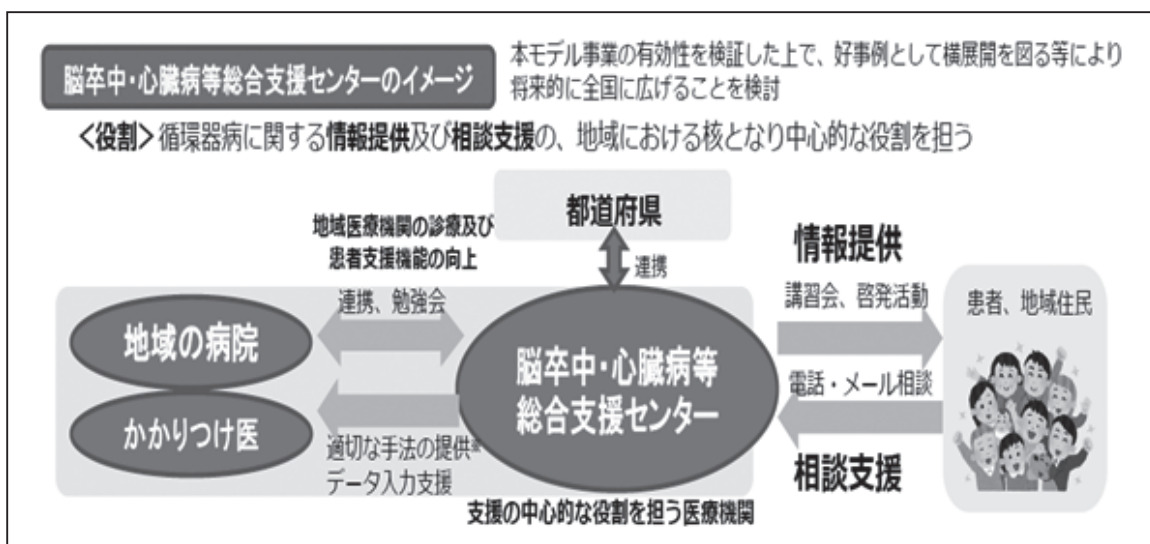 脳卒中・心臓病等総合支援センターのイメージ
本モデル事業の有効性を検証した上で、好事例として横展開を図る等により
将来的に全国に広げることを検討
<役割>循環器病に関する情報提供及び相談支援の、地域における核となり中心的な役割を担う
都道府県
連携
地域医療機関の診療及び
患者支援機能の向上
連携、勉強会
地域の病院
かかりつけ医
適切な手法の提供※
データ入力支援
脳卒中・心臓病等
総合支援センター
支援の中心的な役割を担う医療機関
情報提供
講習会、啓発活動
電話・メール相談
相談支援
患者、地域住民